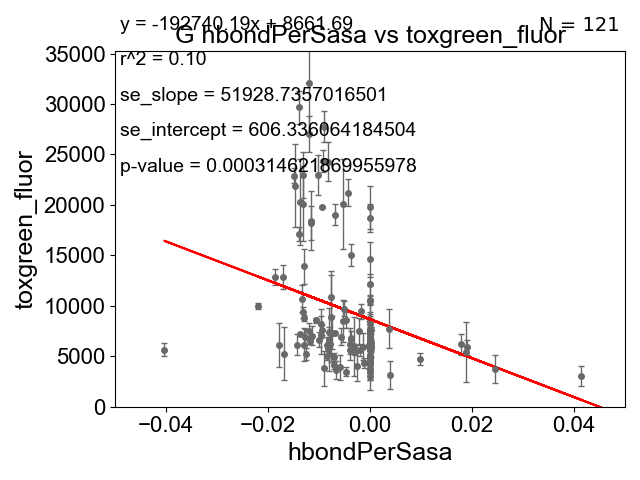 y = -192740.19x + 8661.69
N = 121
G hbondPerSasa vs toxgreen_fluor
r^2 = 0.10
se_slope = 51928.7357016501
se_intercept = 606.336064184504
p-value = 0.000314621869955978
toxgreen_fluor
35000
30000
25000
20000
15000
10000
5000
0
−0.04 −0.02 0.00 0.02 0.04
hbondPerSasa